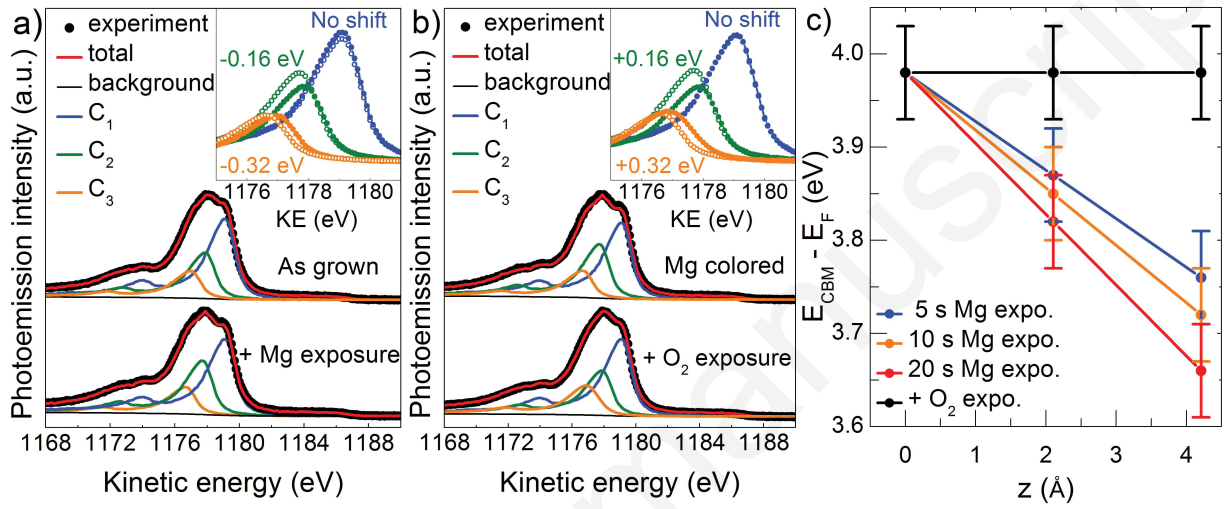 a)
experiment
total
background
C1
C2
C3
No shift
-0.16 eV
-0.32 eV
1176 1178 1180
KE (eV)
As grown
+ Mg exposure
Photoemission intensity (a.u.)
1168 1172 1176 1180 1184 1188
Kinetic energy (eV)
b)
experiment
total
background
C1
C2
C3
No shift
+0.16 eV
+0.32 eV
1176 1178 1180
KE (eV)
Mg colored
+ O2 exposure
Photoemission intensity (a.u.)
1168 1172 1176 1180 1184 1188
Kinetic energy (eV)
c)
4.0
3.9
3.8
3.7
3.6
ECBM - EF (eV)
5 s Mg expo.
10 s Mg expo.
20 s Mg expo.
+ O2 expo.
0 1 2 3 4
z (Å)
manuscrip